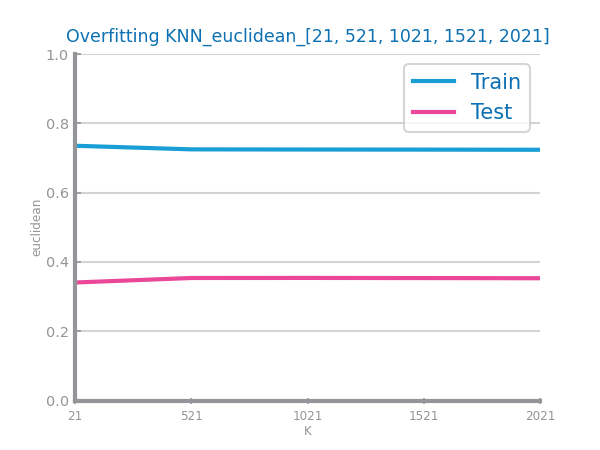 Overfitting KNN_euclidean_[21, 521, 1021, 1521, 2021]
1.0
Train
Test
0.8
0.6
euclidean
0.4
0.2
0.0
21 521 1021 1521 2021
K